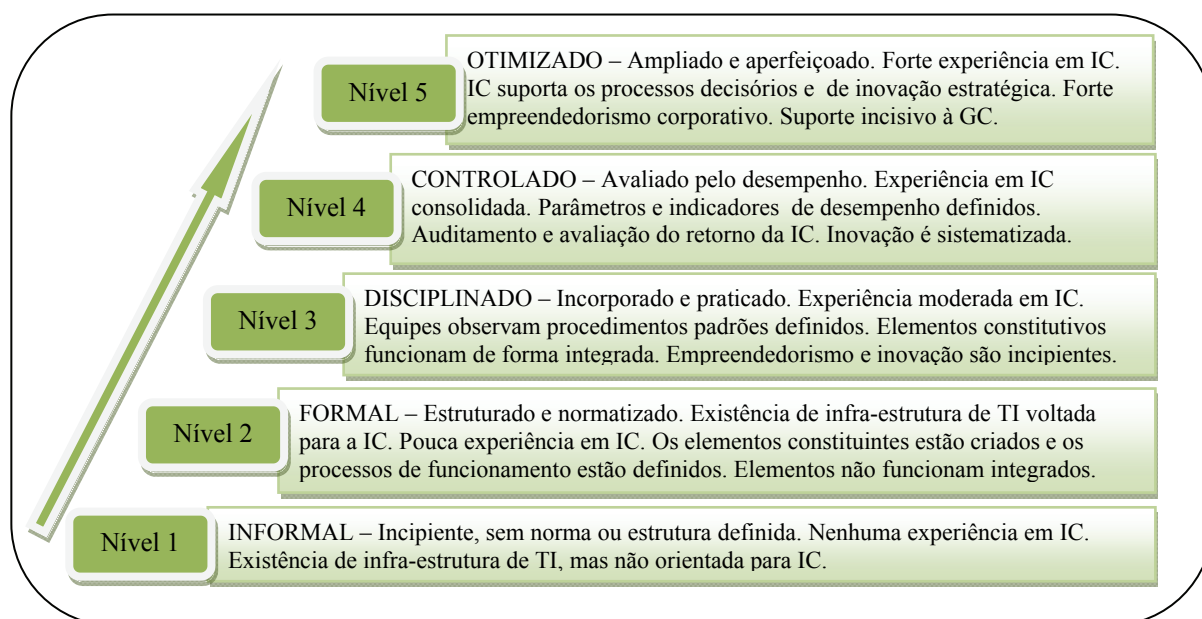 Nível 5
OTIMIZADO – Ampliado e aperfeiçoado. Forte experiência em IC.
IC suporta os processos decisórios e de inovação estratégica. Forte
empreendedorismo corporativo. Suporte incisivo à GC.
Nível 4
CONTROLADO – Avaliado pelo desempenho. Experiência em IC
consolidada. Parâmetros e indicadores de desempenho definidos.
Auditamento e avaliação do retorno da IC. Inovação é sistematizada.
Nível 3
DISCIPLINADO – Incorporado e praticado. Experiência moderada em IC.
Equipes observam procedimentos padrões definidos. Elementos constitutivos
funcionam de forma integrada. Empreendedorismo e inovação são incipientes.
Nível 2
FORMAL – Estruturado e normatizado. Existência de infra-estrutura de TI voltada
para a IC. Pouca experiência em IC. Os elementos constituintes estão criados e os
processos de funcionamento estão definidos. Elementos não funcionam integrados.
Nível 1
INFORMAL – Incipiente, sem norma ou estrutura definida. Nenhuma experiência em IC.
Existência de infra-estrutura de TI, mas não orientada para IC.